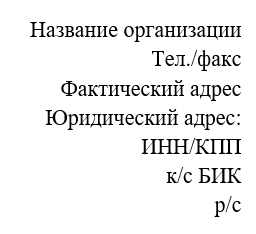 Название организации
Тел./факс
Фактический адрес
Юридический адрес:
ИНН/КПП
к/с БИК
р/с